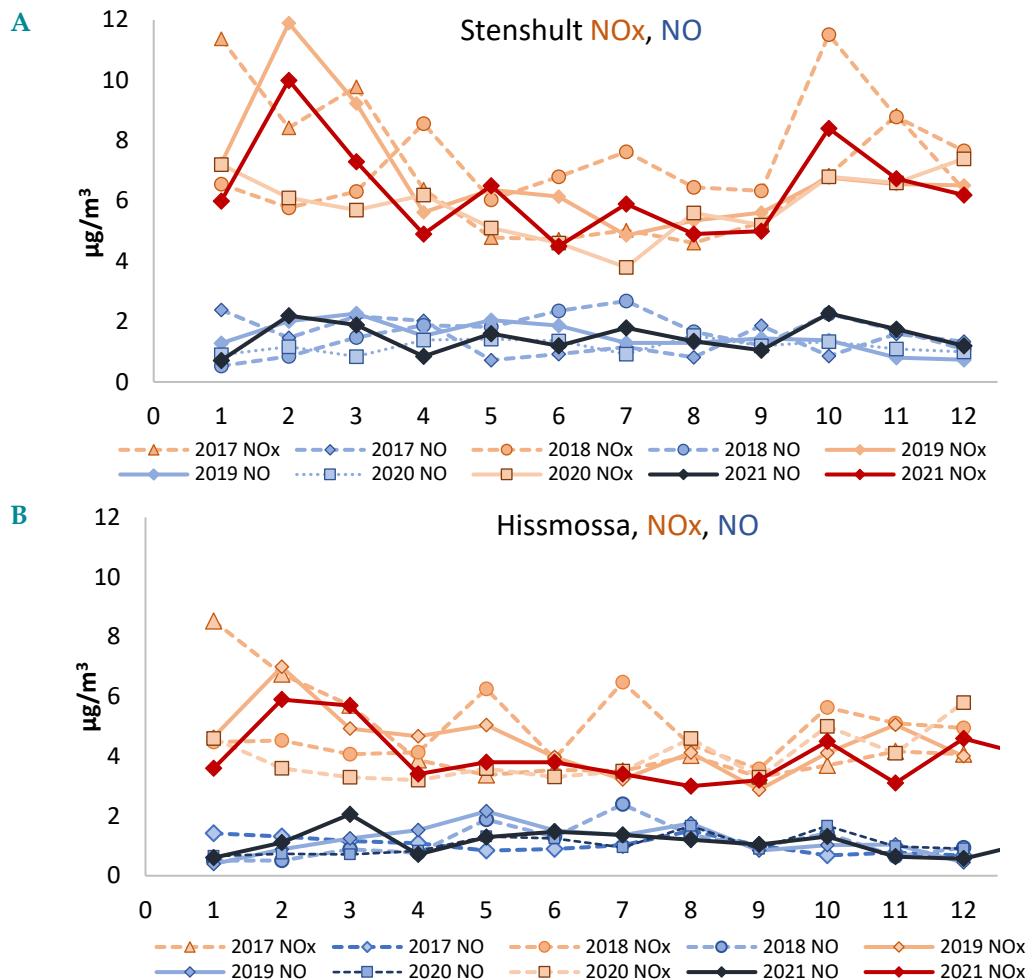 A
Stenshult NOx, NO
12
10
8
6
4
2
0
µg/m³
0 1 2 3 4 5 6 7 8 9 10 11 12
2017 NOx 2017 NO 2018 NOx 2018 NO 2019 NOx
2019 NO 2020 NO 2020 NOx 2021 NO 2021 NOx
B
Hissmossa, NOx, NO
12
10
8
6
4
2
0
µg/m³
0 1 2 3 4 5 6 7 8 9 10 11 12
2017 NOx 2017 NO 2018 NOx 2018 NO 2019 NOx
2019 NO 2020 NO 2020 NOx 2021 NO 2021 NOx